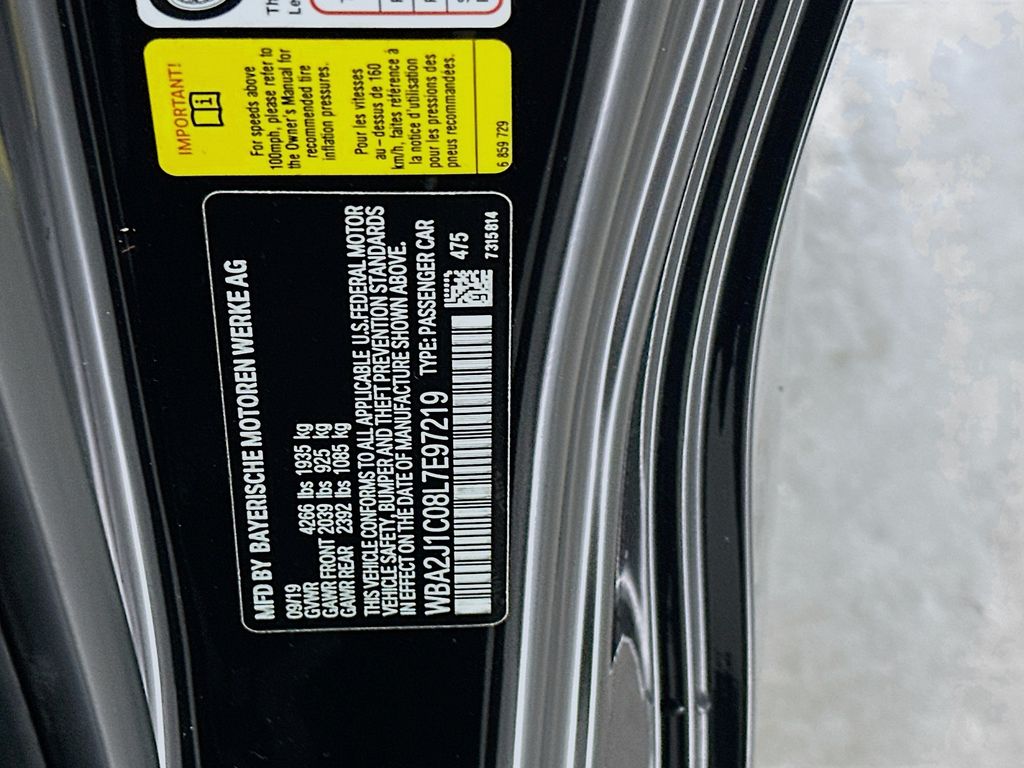 MFD BY BAYERISCHE MOTOREN WERKE AG
09/19
GVWR 4266 lbs 1935 kg
GAWR FRONT 2039 lbs 925 kg
GAWR REAR 2392 lbs 1085 kg
THIS VEHICLE CONFORMS TO ALL APPLICABLE U.S.FEDERAL MOTOR
VEHICLE SAFETY, BUMPER AND THEFT PREVENTION STANDARDS
IN EFFECT ON THE DATE OF MANUFACTURE SHOWN ABOVE.
WBA2J1C08L7E97219 TYPE: PASSENGER CAR
475
7315814
IMPORTANT!
For speeds above
100mph, please refer to
the Owner's Manual for
recommended tire
inflation pressures.
Pour les vitesses
au - dessus de 160
km/h, faites référence à
la notice d'utilisation
pour les pressions des
pneus recommandées.
6 859 729